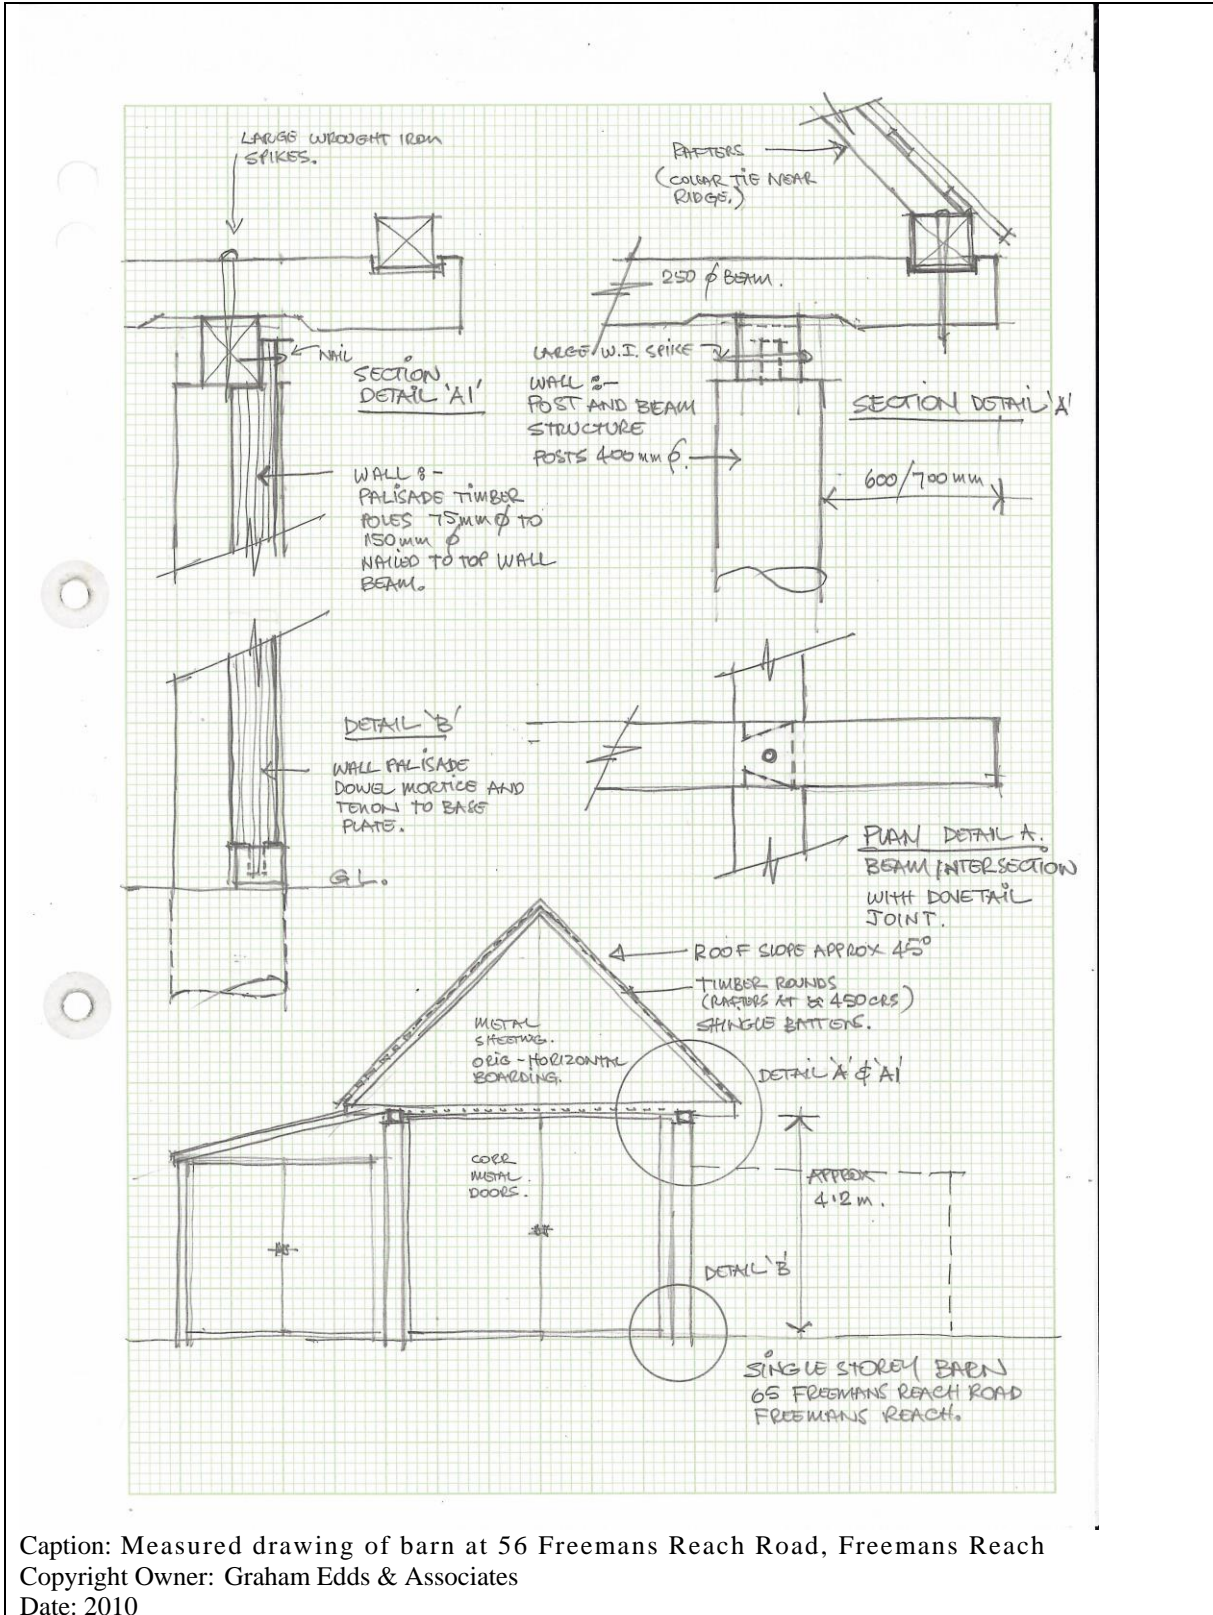 LARGE WROUGHT IRON
SPIKES.
RAFTERS
(COLLAR TIE NEAR
RIDGE.)
250 ϕ BEAM.
NAIL
SECTION
DETAIL 'A1'
LARGE W.I. SPIKE
WALL :-
POST AND BEAM
STRUCTURE
POSTS 400mm ϕ.
SECTION DETAIL 'A'
600/700mm
WALL :-
PALISADE TIMBER
POLES 75mm ϕ TO
150mm ϕ
NAILED TO TOP WALL
BEAM.
DETAIL 'B'
WALL PALISADE
DOWEL MORTICE AND
TENON TO BASE
PLATE.
G.L.
PLAN DETAIL A.
BEAM INTERSECTION
WITH DOVETAIL
JOINT.
ROOF SLOPE APPROX 45°
TIMBER ROUNDS
(RAFTERS AT 450 CRS)
SHINGLE BATTENS.
METAL
SHEETING.
ORIG - HORIZONTAL
BOARDING.
DETAIL 'A' & 'A1'
CORR
METAL
DOORS.
APPROX
4.2 m.
DETAIL 'B'
SINGLE STOREY BARN
65 FREEMANS REACH ROAD
FREEMANS REACH.
Caption: Measured drawing of barn at 56 Freemans Reach Road, Freemans Reach
Copyright Owner: Graham Edds & Associates
Date: 2010